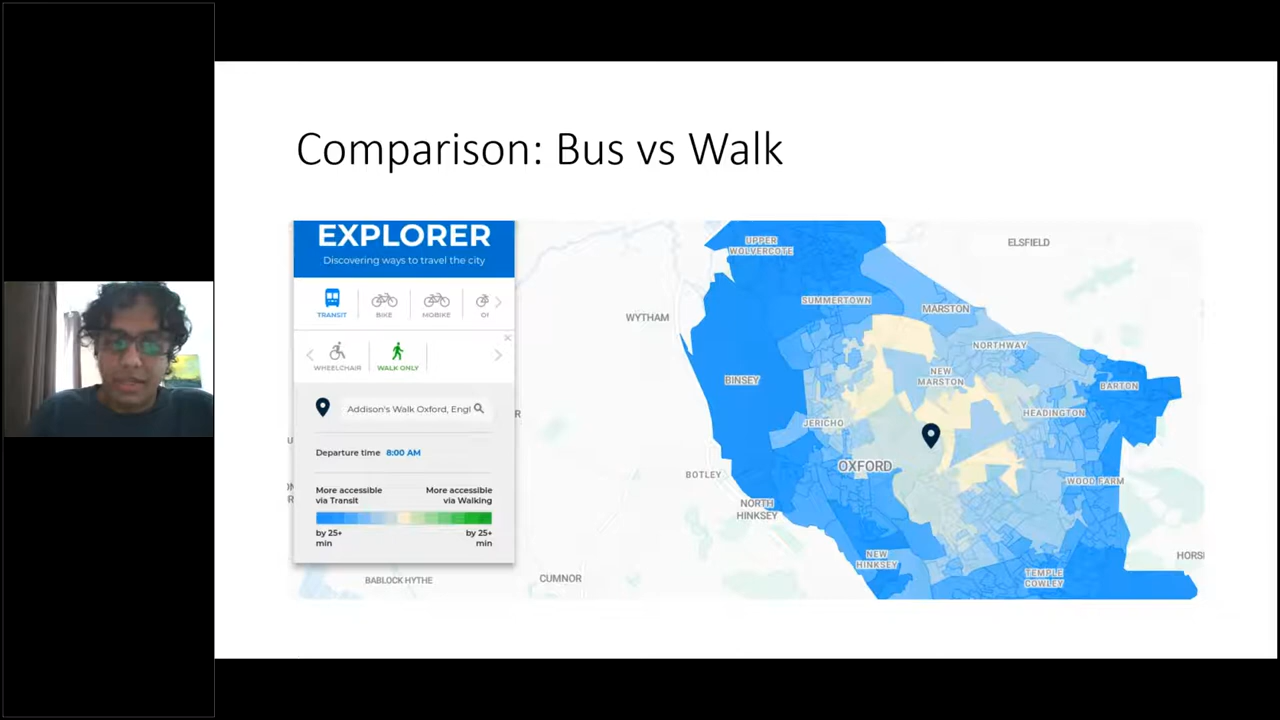 Comparison: Bus vs Walk
EXPLORER
Discovering ways to travel the city
TRANSIT
BIKE
MOBIKE
WHEELCHAIR
WALK ONLY
Addison's Walk Oxford, Engl
Departure time 8:00 AM
More accessible
via Transit
More accessible
via Walking
by 25+
min
by 25+
min
UPPER
WOLVERCOTE
ELSFIELD
SUMMERTOWN
MARSTON
WYTHAM
NORTHWAY
NEW
MARSTON
BINSEY
BARTON
HEADINGTON
JERICHO
OXFORD
BOTLEY
WOOD FARM
NORTH
HINKSEY
NEW
HINKSEY
HORS
TEMPLE
COWLEY
BABLOCK HYTHE
CUMNOR